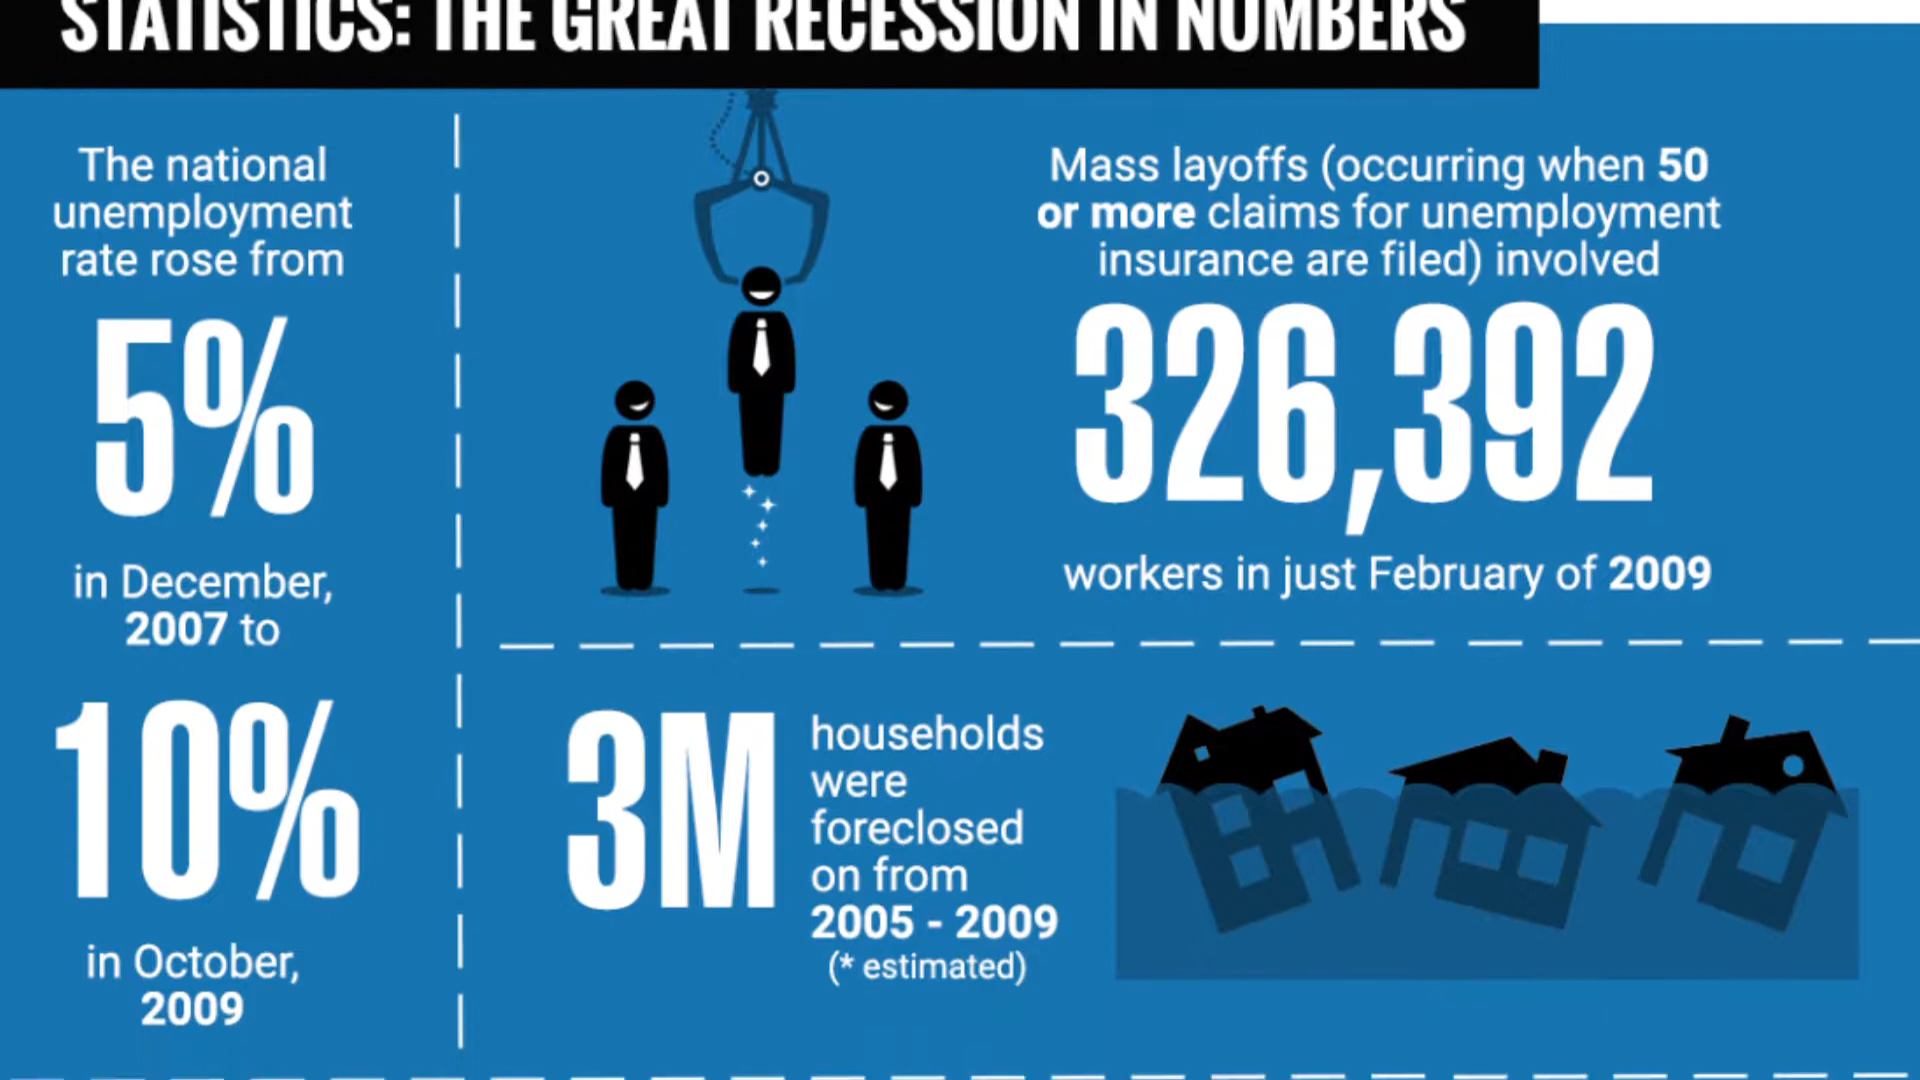 STATISTICS: THE GREAT RECESSION IN NUMBERS
The national
unemployment
rate rose from
5%
in December,
2007 to
10%
in October,
2009
Mass layoffs (occurring when 50
or more claims for unemployment
insurance are filed) involved
326,392
workers in just February of 2009
3M
households
were
foreclosed
on from
2005 - 2009
(* estimated)